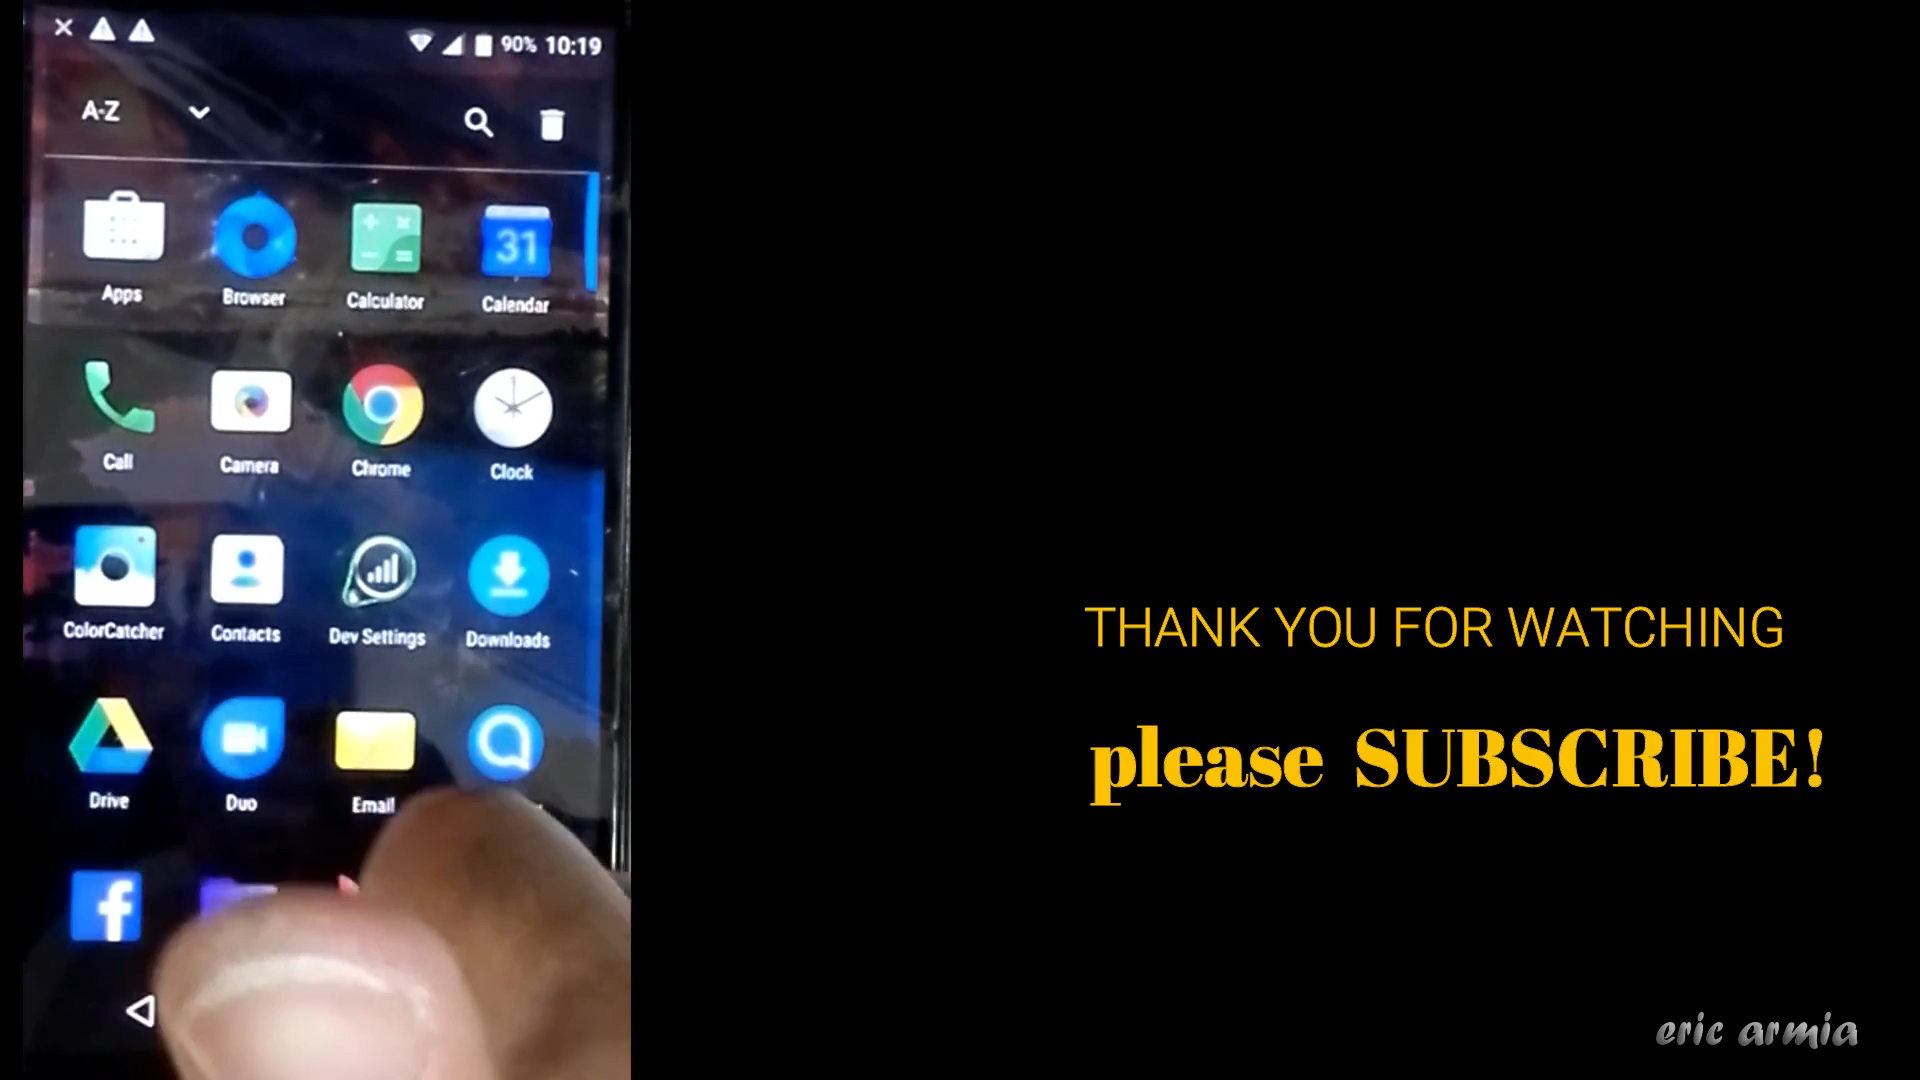 90% 10:19
A-Z
31
Apps Browser Calculator Calendar
Call Camera Chrome Clock
ColorCatcher Contacts Dev Settings Downloads
Drive Duo Email
THANK YOU FOR WATCHING
please SUBSCRIBE!
eric armia